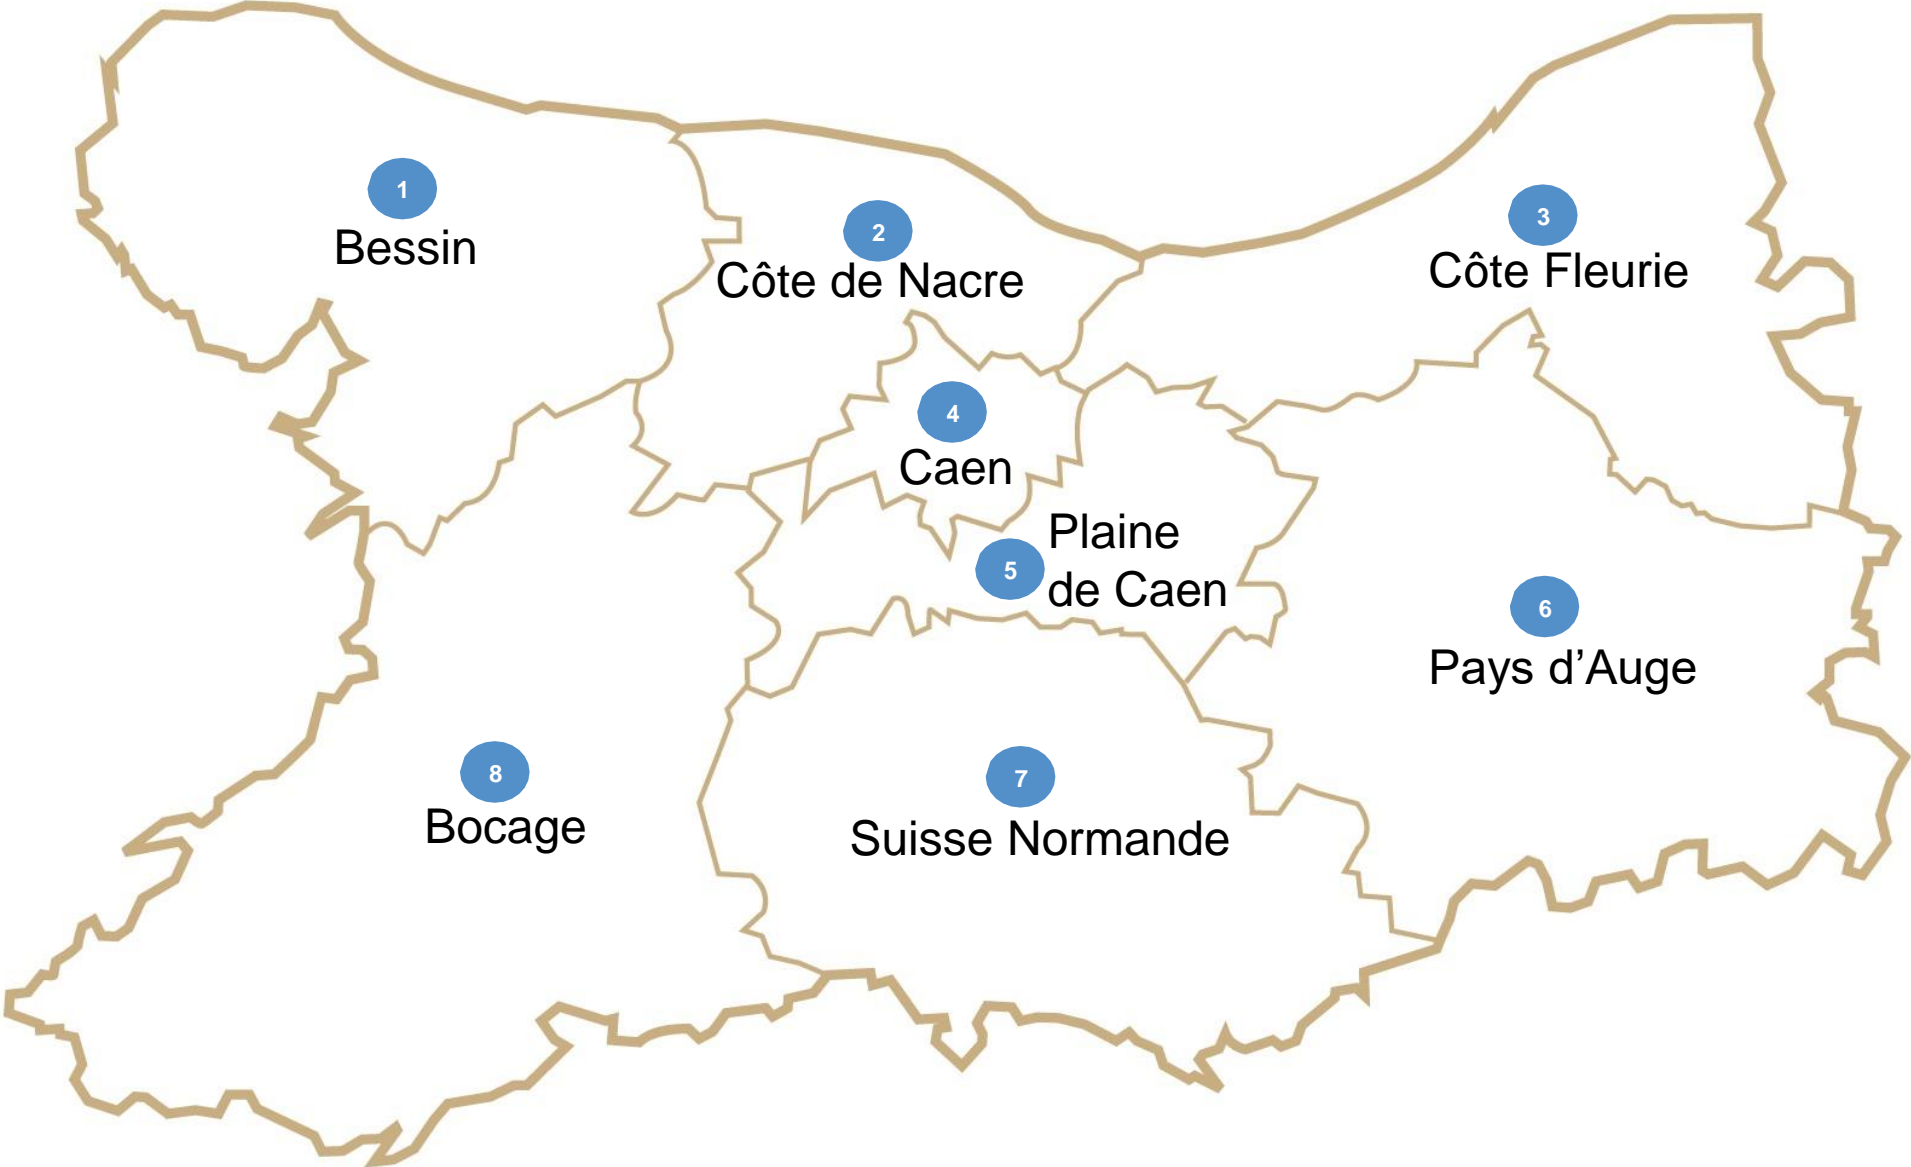 1
Bessin
2
Côte de Nacre
3
Côte Fleurie
4
Caen
5
Plaine
de Caen
6
Pays d’Auge
7
Suisse Normande
8
Bocage